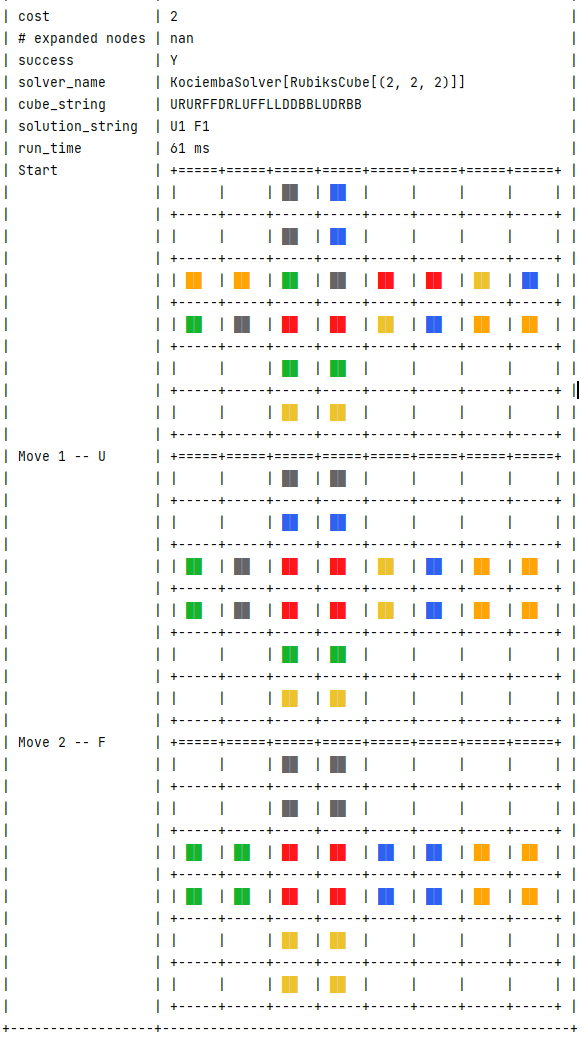 cost | 2
# expanded nodes | nan
success | Y
solver_name | KociembaSolver[RubiksCube[(2, 2, 2)]]
cube_string | URURFFDRLUFFLLDDBBLUDRBB
solution_string | U1 F1
run_time | 61 ms
Start
Move 1 -- U
Move 2 -- F